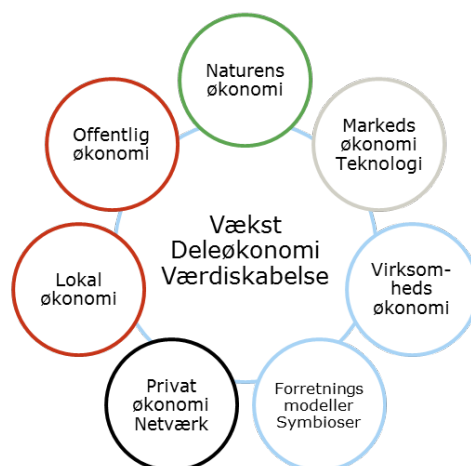 Naturens
økonomi
Markeds
økonomi
Teknologi
Virksom-
heds
økonomi
Forretnings
modeller
Symbioser
Privat
økonomi
Netværk
Lokal
økonomi
Offentlig
økonomi
Vækst
Deleøkonomi
Værdiskabelse